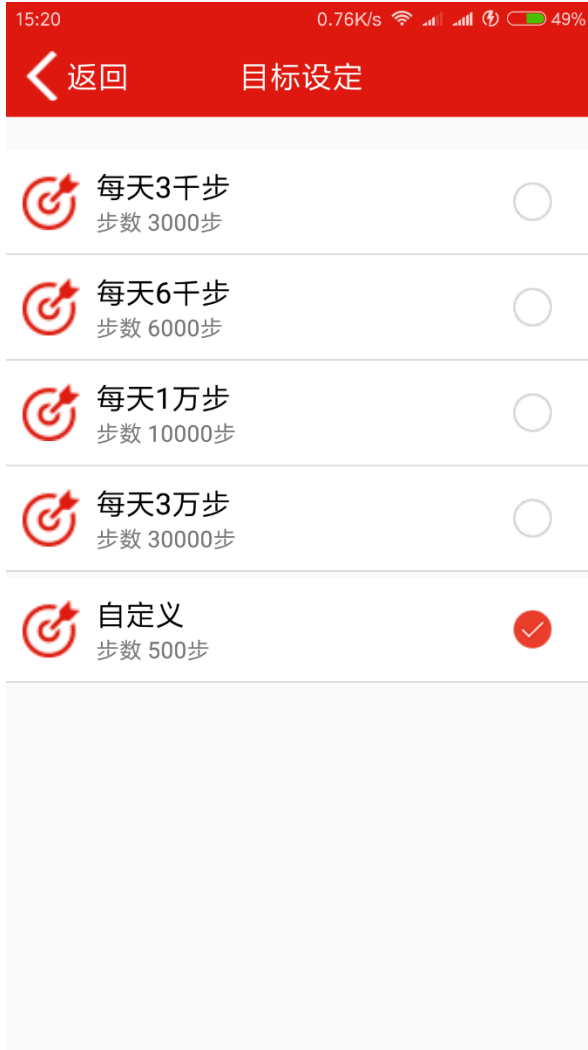 15:20 0.76K/s 49%
返回 目标设定
每天3千步
步数 3000步
每天6千步
步数 6000步
每天1万步
步数 10000步
每天3万步
步数 30000步
自定义
步数 500步